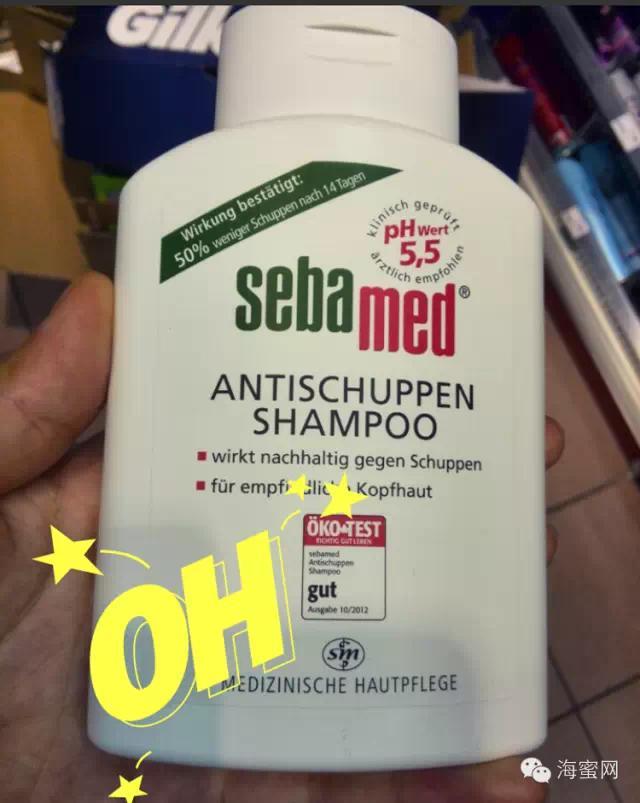 Gill
Wirkung bestätigt:
50% weniger Schuppen nach 14 Tagen
klinisch geprüft
pH Wert
5,5
ärztlich empfohlen
sebamed®
ANTISCHUPPEN
SHAMPOO
wirkt nachhaltig gegen Schuppen
für empfindliche Kopfhaut
ÖKO-TEST
RICHTIG GUT LEBEN
sebamed
Antischuppen
Shampoo
gut
Ausgabe 10/2012
OH
sm
MEDIZINISCHE HAUTPFLEGE
海蜜网